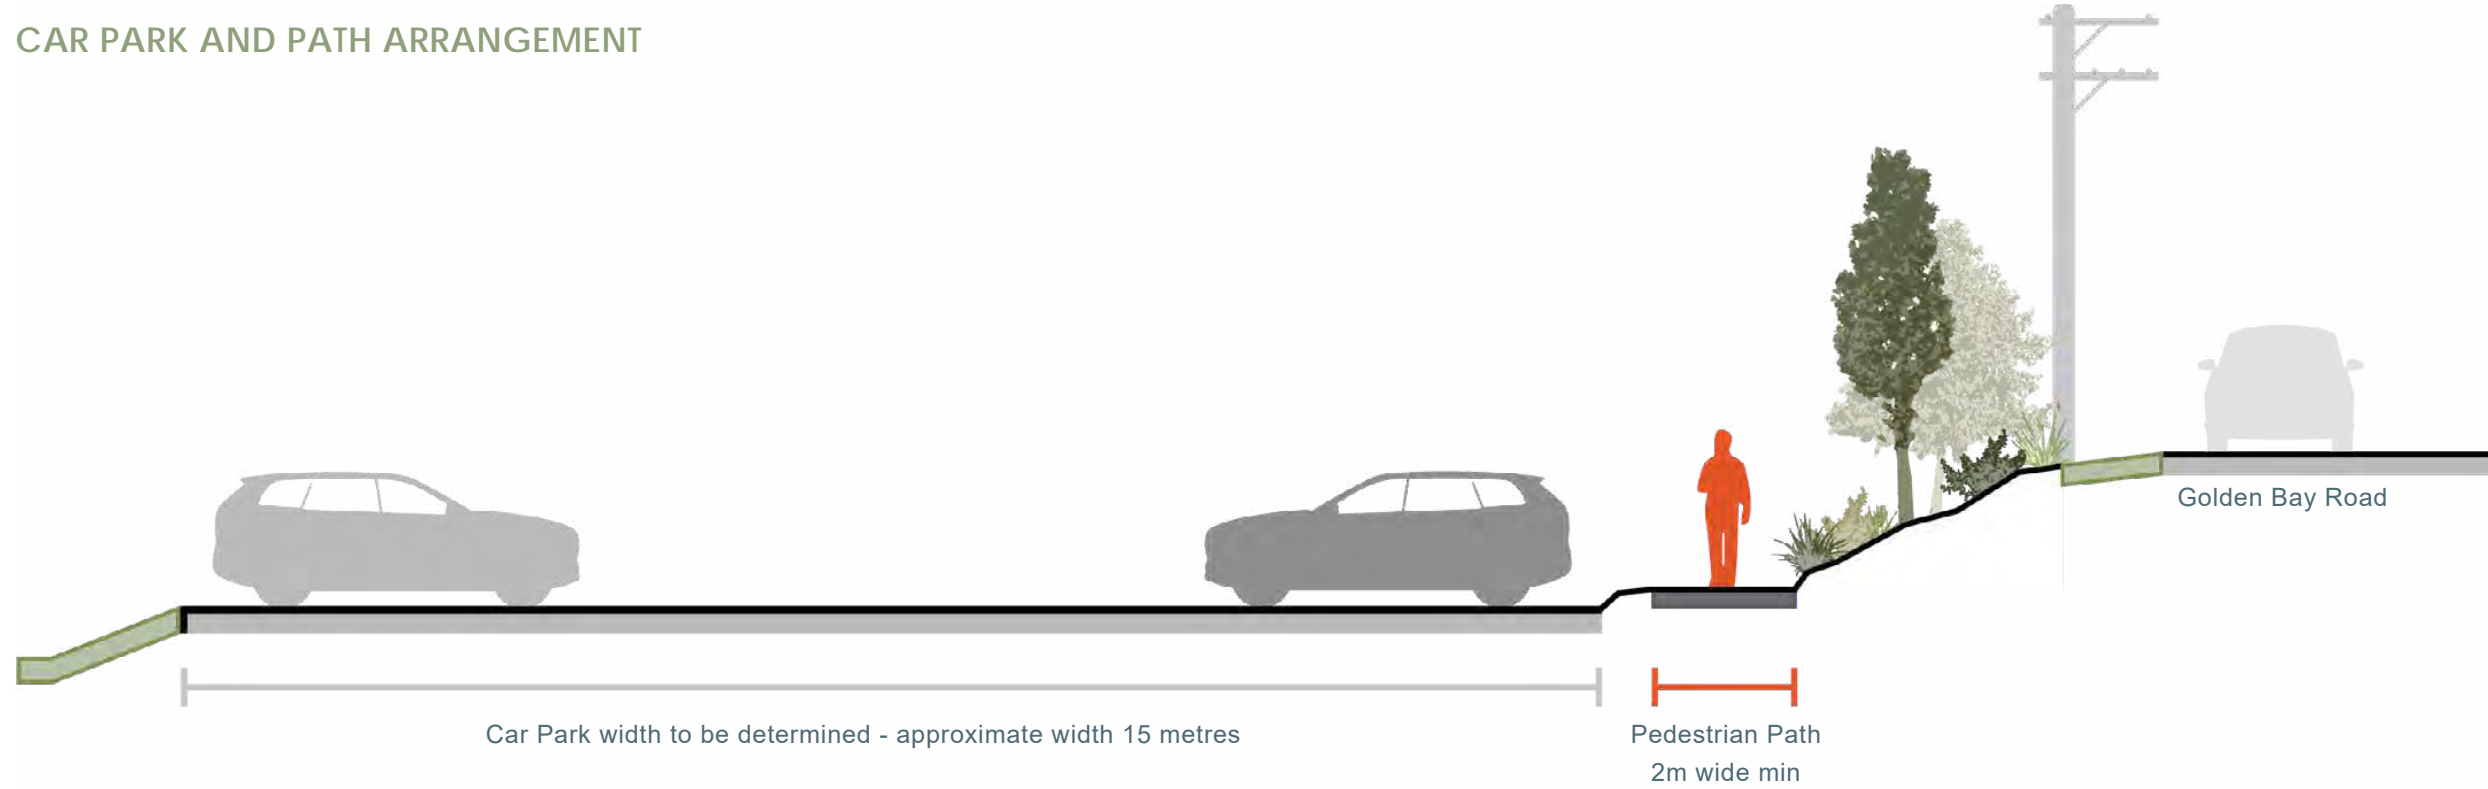 CAR PARK AND PATH ARRANGEMENT
Golden Bay Road
Car Park width to be determined - approximate width 15 metres
Pedestrian Path
2m wide min